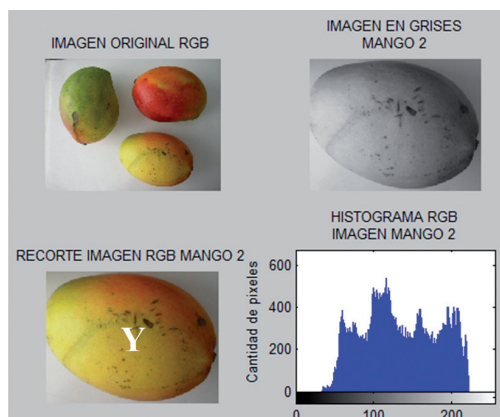 IMAGEN ORIGINAL RGB
IMAGEN EN GRISES
MANGO 2
RECORTE IMAGEN RGB MANGO 2
Y
HISTOGRAMA RGB
IMAGEN MANGO 2
Cantidad de pixeles
600
400
200
0
0
100
200